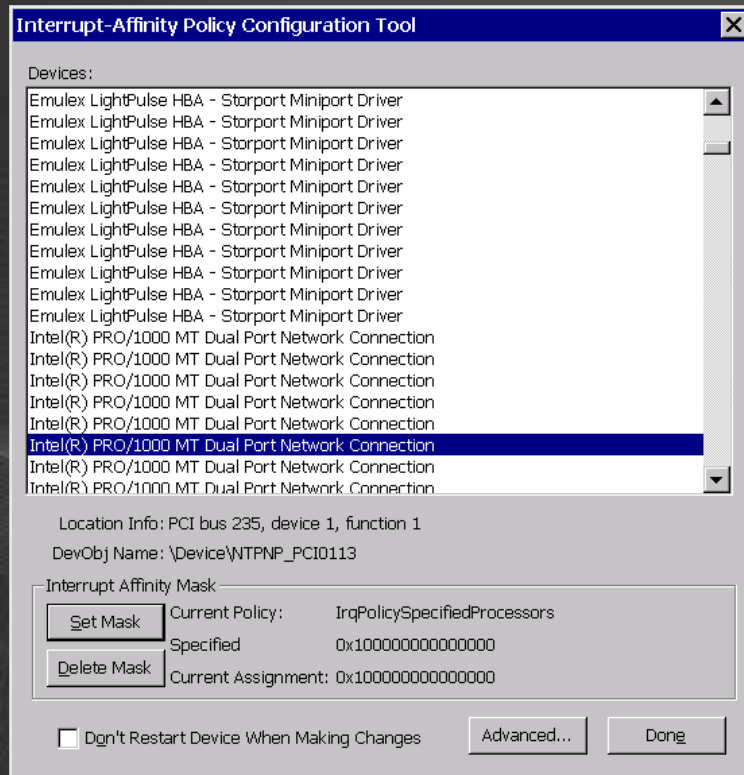 Interrupt-Affinity Policy Configuration Tool
Devices:
Emulex LightPulse HBA - Storport Miniport Driver
Emulex LightPulse HBA - Storport Miniport Driver
Emulex LightPulse HBA - Storport Miniport Driver
Emulex LightPulse HBA - Storport Miniport Driver
Emulex LightPulse HBA - Storport Miniport Driver
Emulex LightPulse HBA - Storport Miniport Driver
Emulex LightPulse HBA - Storport Miniport Driver
Emulex LightPulse HBA - Storport Miniport Driver
Emulex LightPulse HBA - Storport Miniport Driver
Emulex LightPulse HBA - Storport Miniport Driver
Emulex LightPulse HBA - Storport Miniport Driver
Intel(R) PRO/1000 MT Dual Port Network Connection
Intel(R) PRO/1000 MT Dual Port Network Connection
Intel(R) PRO/1000 MT Dual Port Network Connection
Intel(R) PRO/1000 MT Dual Port Network Connection
Intel(R) PRO/1000 MT Dual Port Network Connection
Intel(R) PRO/1000 MT Dual Port Network Connection
Intel(R) PRO/1000 MT Dual Port Network Connection
Intel(R) PRO/1000 MT Dual Port Network Connection
Location Info: PCI bus 235, device 1, function 1
DevObj Name: \Device\NTPNP_PCI0113
Interrupt Affinity Mask
Set Mask
Current Policy: IrqPolicySpecifiedProcessors
Specified 0x100000000000000
Delete Mask
Current Assignment: 0x100000000000000
Don't Restart Device When Making Changes
Advanced...
Done